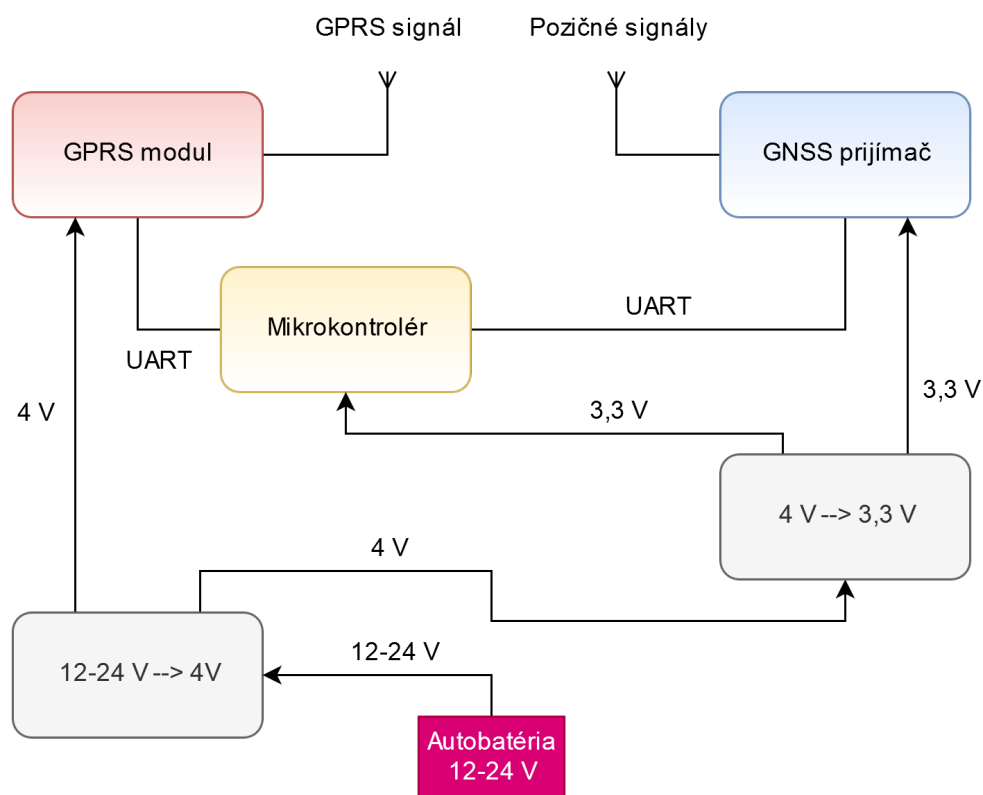 GPRS signál
Pozičné signály
GPRS modul
GNSS prijímač
Mikrokontrolér
UART
UART
4 V
3,3 V
3,3 V
4 V --> 3,3 V
4 V
12-24 V --> 4V
12-24 V
Autobatéria
12-24 V